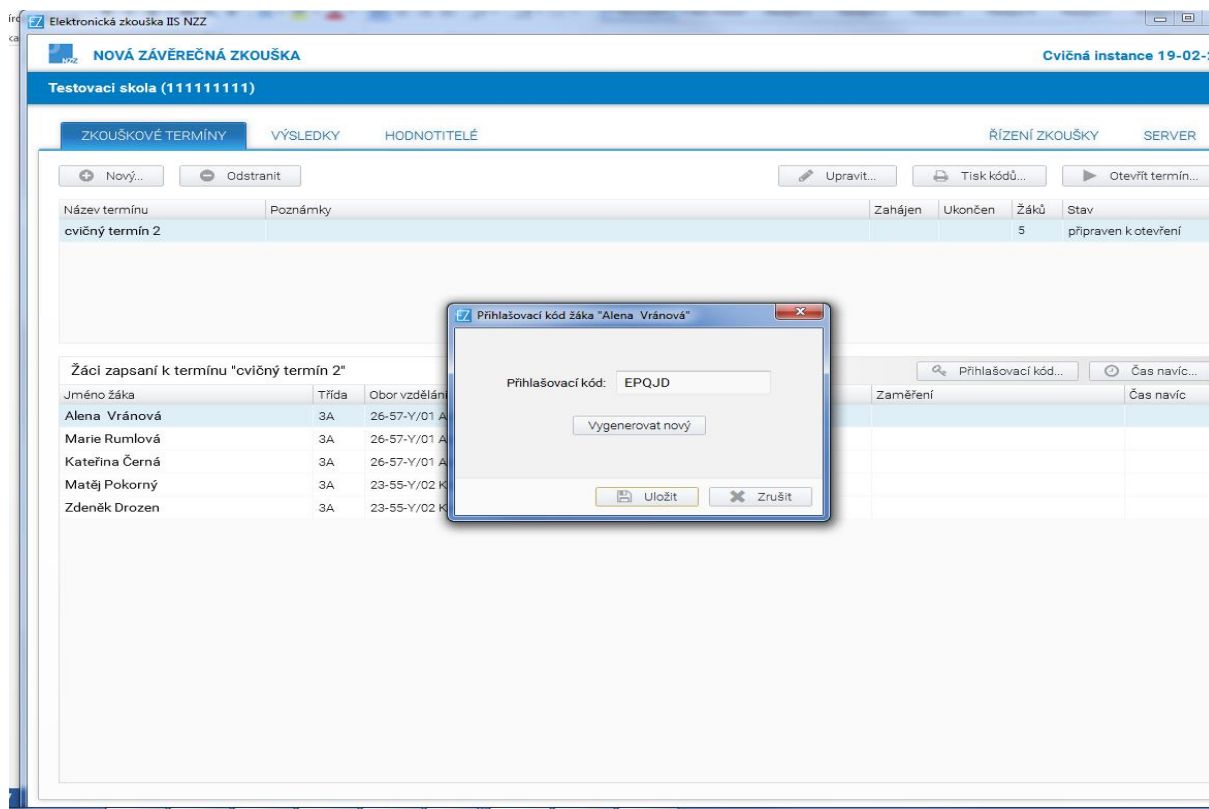 Elektronická zkouška IIS NZZ
NZZ NOVÁ ZÁVĚREČNÁ ZKOUŠKA Cvičná instance 19-02-
Testovaci skola (111111111)
ZKOUŠKOVÉ TERMÍNY VÝSLEDKY HODNOTITELÉ ŘÍZENÍ ZKOUŠKY SERVER
Nový... Odstranit Upravit... Tisk kódů... Otevřít termín...
Název termínu Poznámky Zahájen Ukončen Žáků Stav
cvičný termín 2 5 připraven k otevření
Přihlašovací kód žáka "Alena Vránová"
Přihlašovací kód: EPQJD
Vygenerovat nový
Uložit Zrušit
Žáci zapsaní k termínu "cvičný termín 2" Přihlašovací kód... Čas navíc...
Jméno žáka Třída Obor vzdělání Zaměření Čas navíc
Alena Vránová 3A 26-57-Y/01 A
Marie Rumlová 3A 26-57-Y/01 A
Kateřina Černá 3A 26-57-Y/01 A
Matěj Pokorný 3A 23-55-Y/02 K
Zdeněk Drozen 3A 23-55-Y/02 K